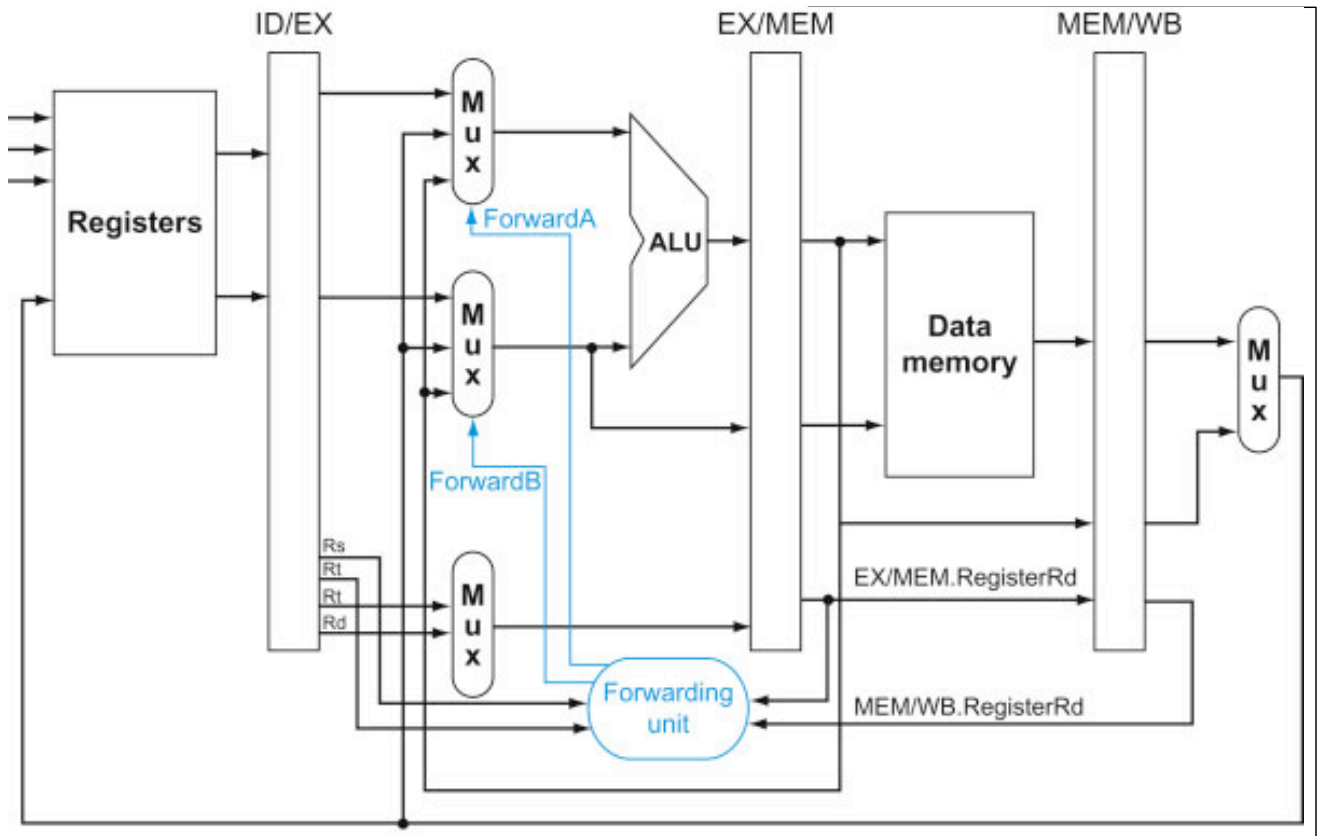 ID/EX
EX/MEM
MEM/WB
M
u
x
Registers
ForwardA
ALU
M
u
x
Data
memory
M
u
x
ForwardB
Rs
Rt
Rt
Rd
M
u
x
EX/MEM.RegisterRd
Forwarding
unit
MEM/WB.RegisterRd